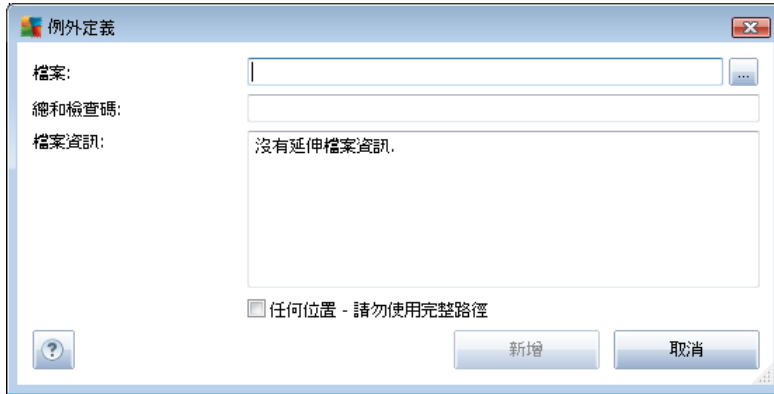 例外定義
檔案:
...
總和檢查碼:
檔案資訊:
沒有延伸檔案資訊.
任何位置 - 請勿使用完整路徑
?
新增
取消